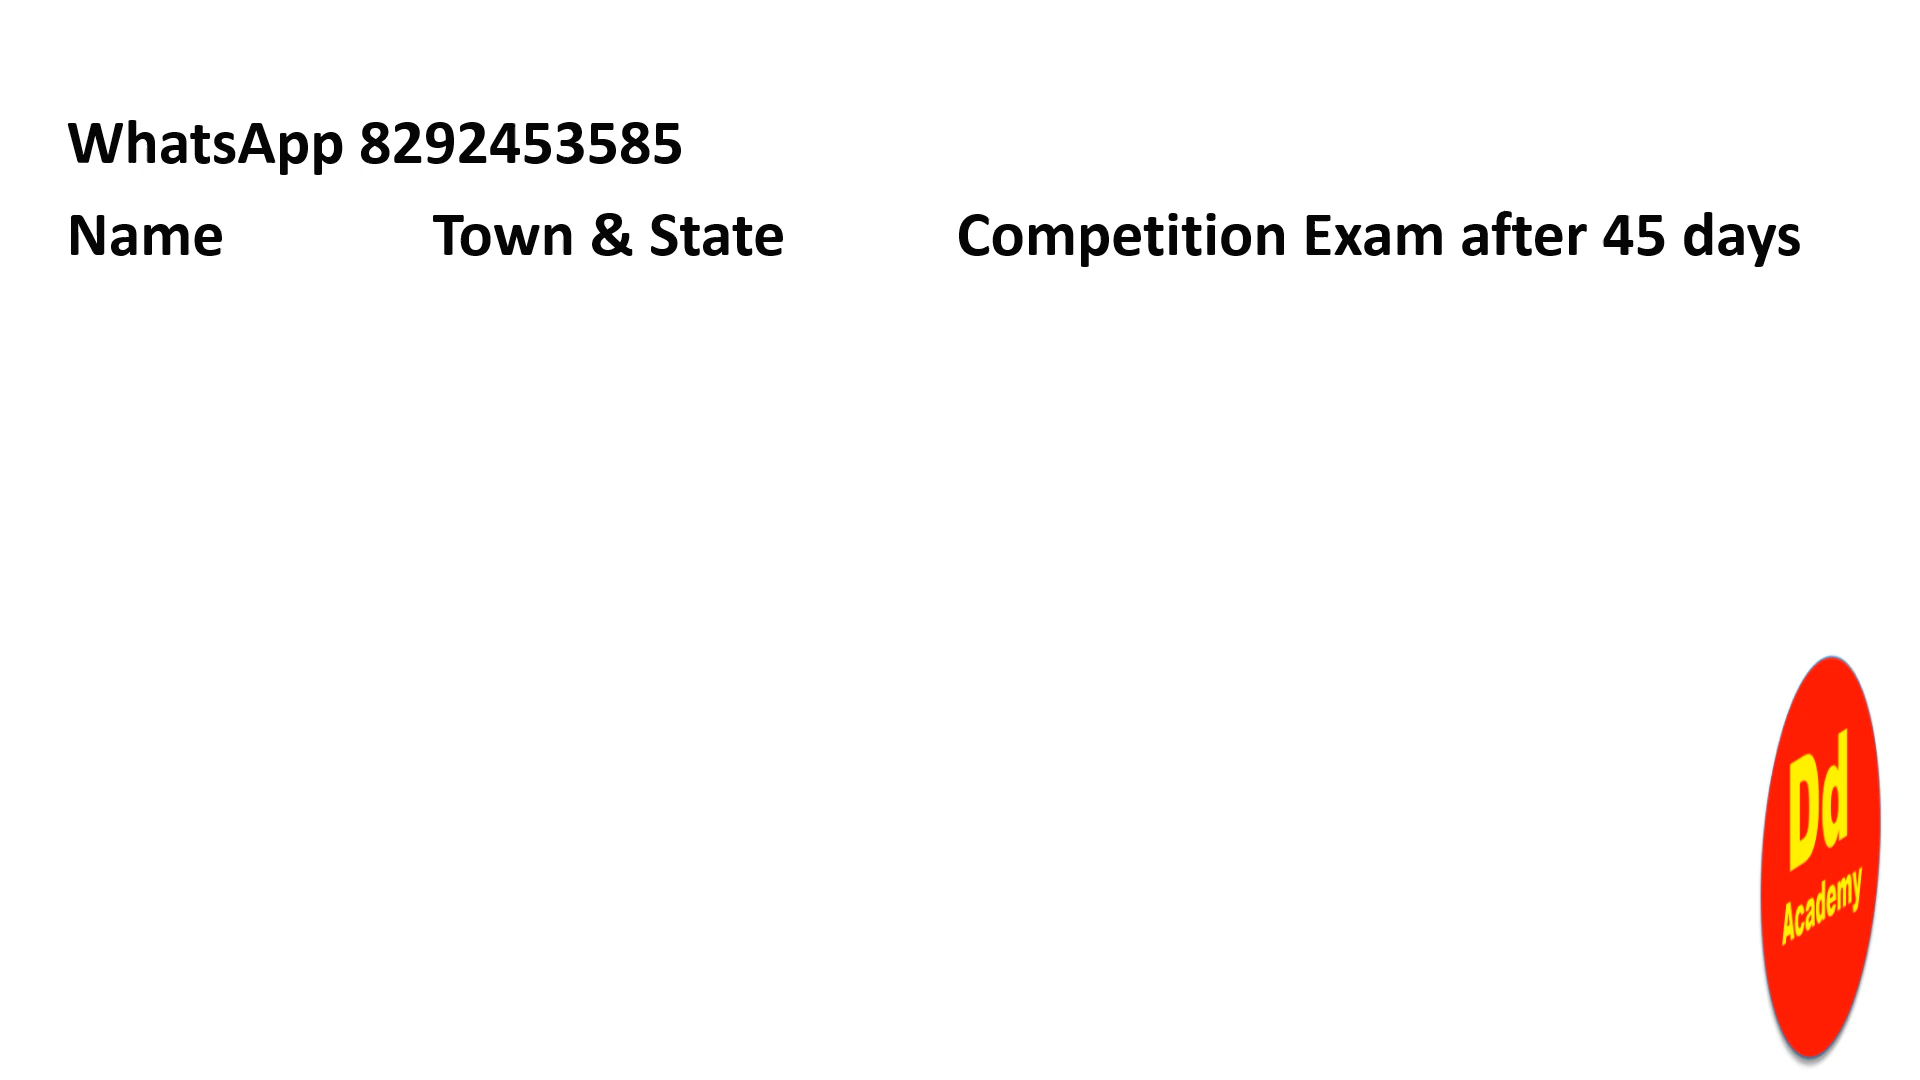 WhatsApp 8292453585
Name Town & State Competition Exam after 45 days
Dd
Academy